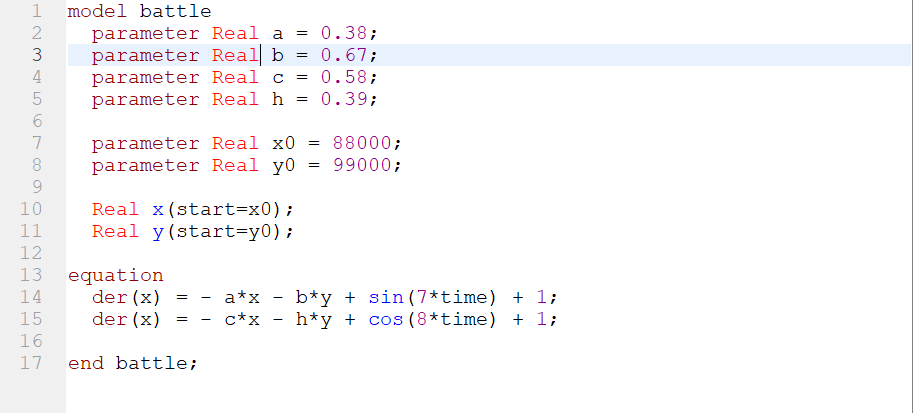 1 model battle
2 parameter Real a = 0.38;
3 parameter Real b = 0.67;
4 parameter Real c = 0.58;
5 parameter Real h = 0.39;
6
7 parameter Real x0 = 88000;
8 parameter Real y0 = 99000;
9
10 Real x(start=x0);
11 Real y(start=y0);
12
13 equation
14 der(x) = - a*x - b*y + sin(7*time) + 1;
15 der(x) = - c*x - h*y + cos(8*time) + 1;
16
17 end battle;